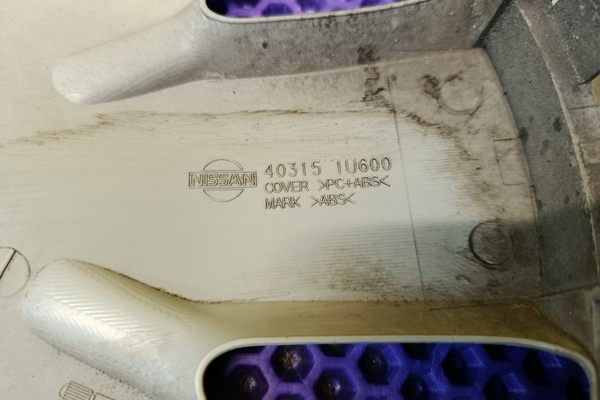 NISSAN
40315 1U600
COVER >PC+ABS<
MARK >ABS<